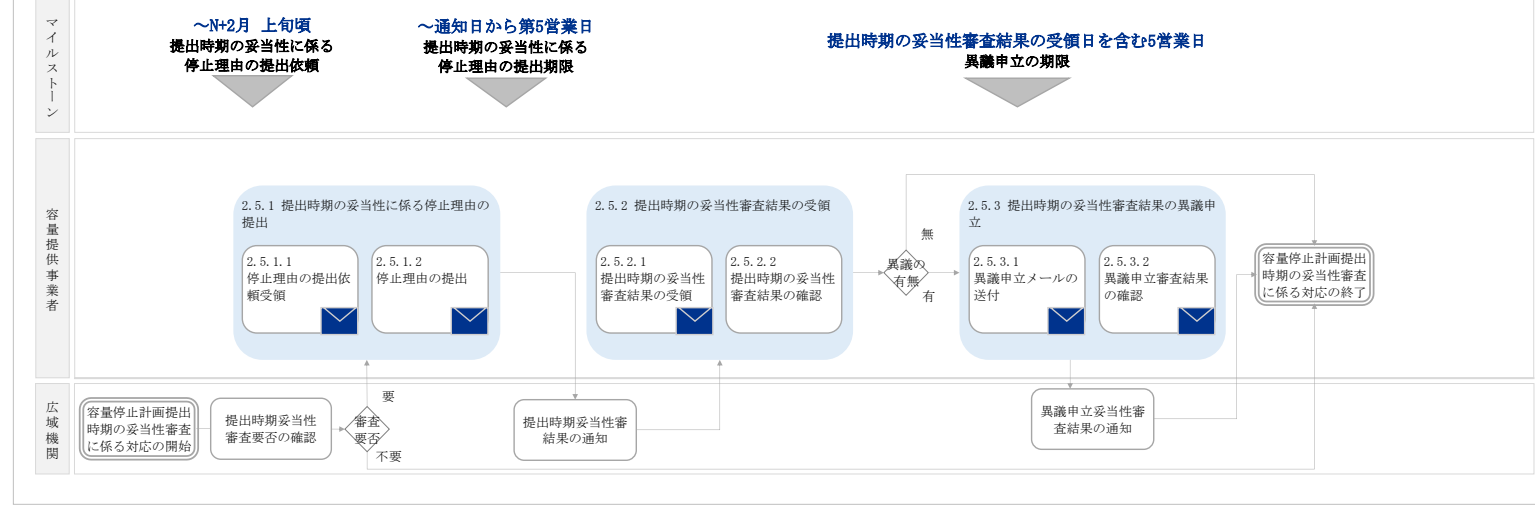 マイルストーン
～N+2月 上旬頃
提出時期の妥当性に係る
停止理由の提出依頼
～通知日から第5営業日
提出時期の妥当性に係る
停止理由の提出期限
提出時期の妥当性審査結果の受領日を含む5営業日
異議申立の期限
容量提供事業者
2.5.1 提出時期の妥当性に係る停止理由の
提出
2.5.1.1
停止理由の提出依
頼受領
2.5.1.2
停止理由の提出
2.5.2 提出時期の妥当性審査結果の受領
2.5.2.1
提出時期の妥当性
審査結果の受領
2.5.2.2
提出時期の妥当性
審査結果の確認
無
異議の
有無
有
2.5.3 提出時期の妥当性審査結果の異議申
立
2.5.3.1
異議申立メールの
送付
2.5.3.2
異議申立審査結果
の確認
容量停止計画提出
時期の妥当性審査
に係る対応の終了
広域機関
容量停止計画提出
時期の妥当性審査
に係る対応の開始
提出時期妥当性
審査要否の確認
要
審査
要否
不要
提出時期妥当性審
結果の通知
異議申立妥当性審
査結果の通知